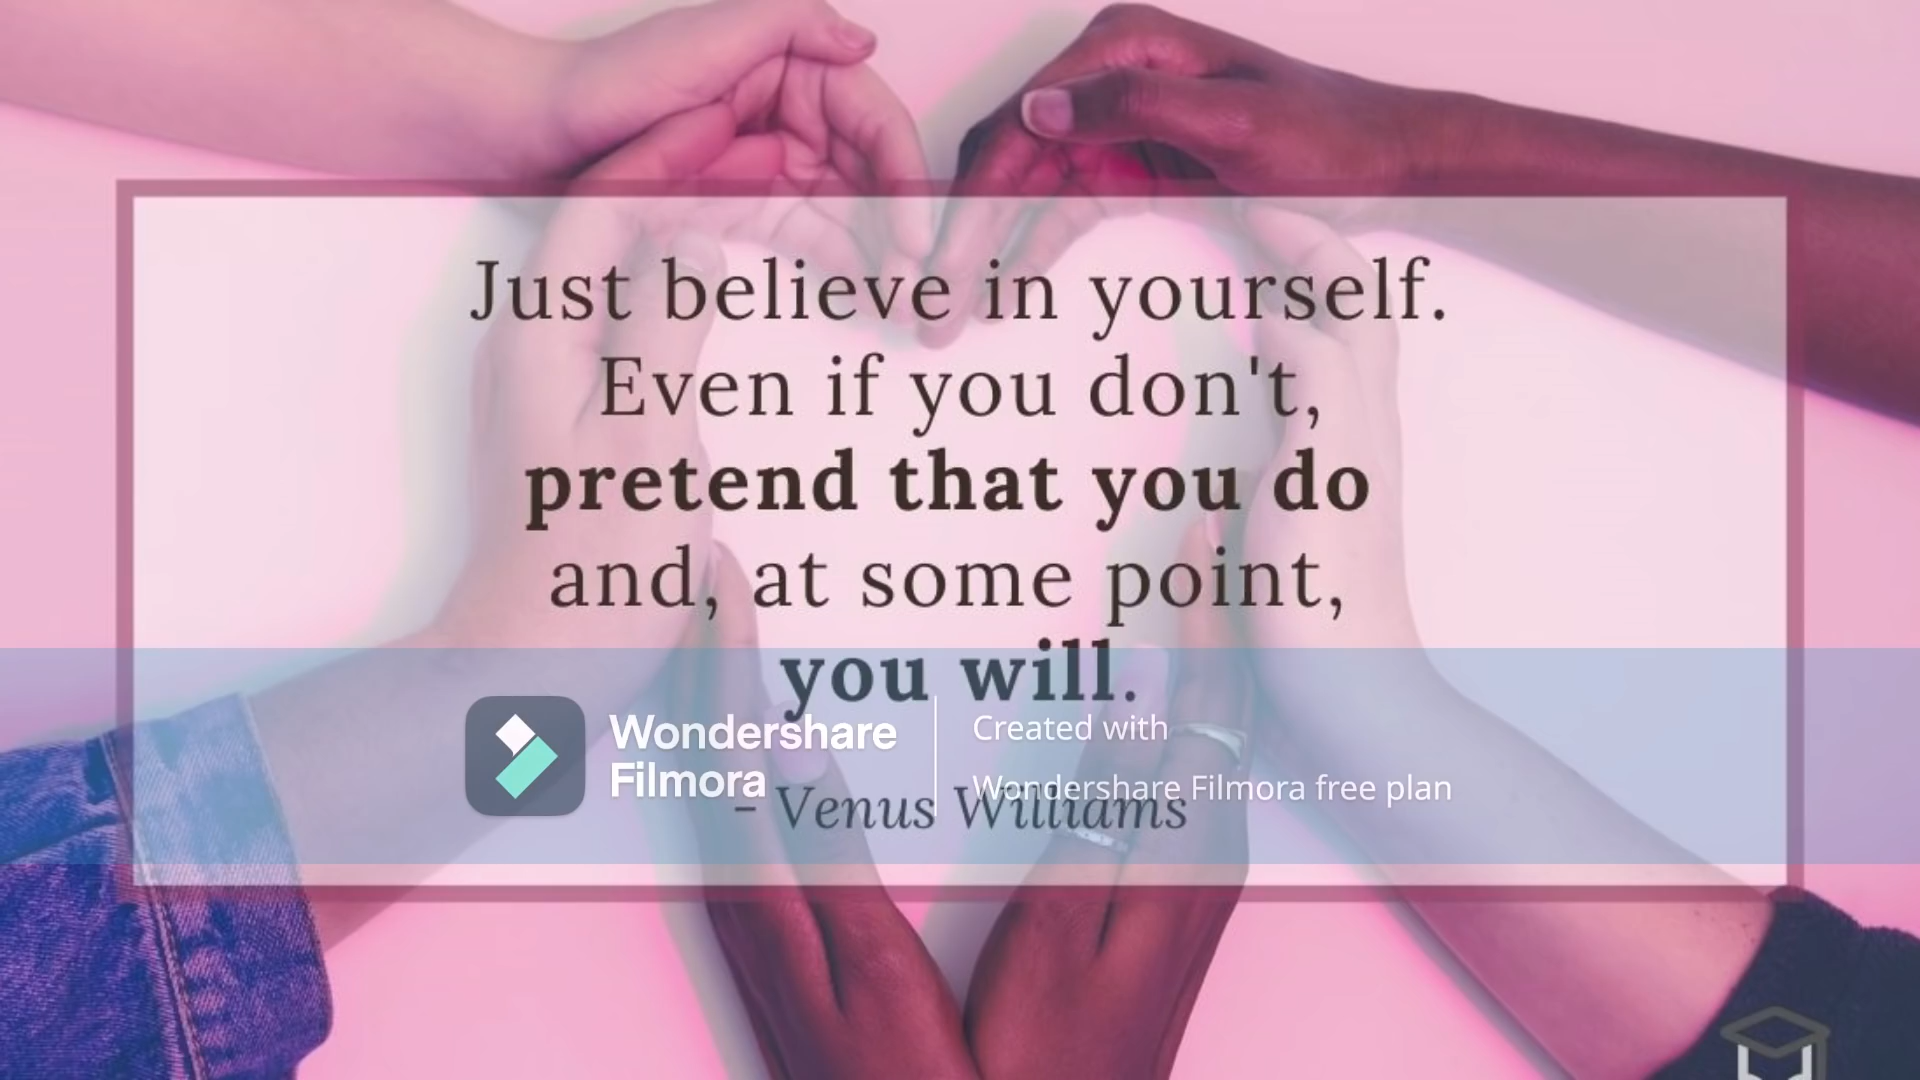 Just believe in yourself.
Even if you don't,
pretend that you do
and, at some point,
you will.
Wondershare
Filmora
Created with
Wondershare Filmora free plan
– Venus Williams